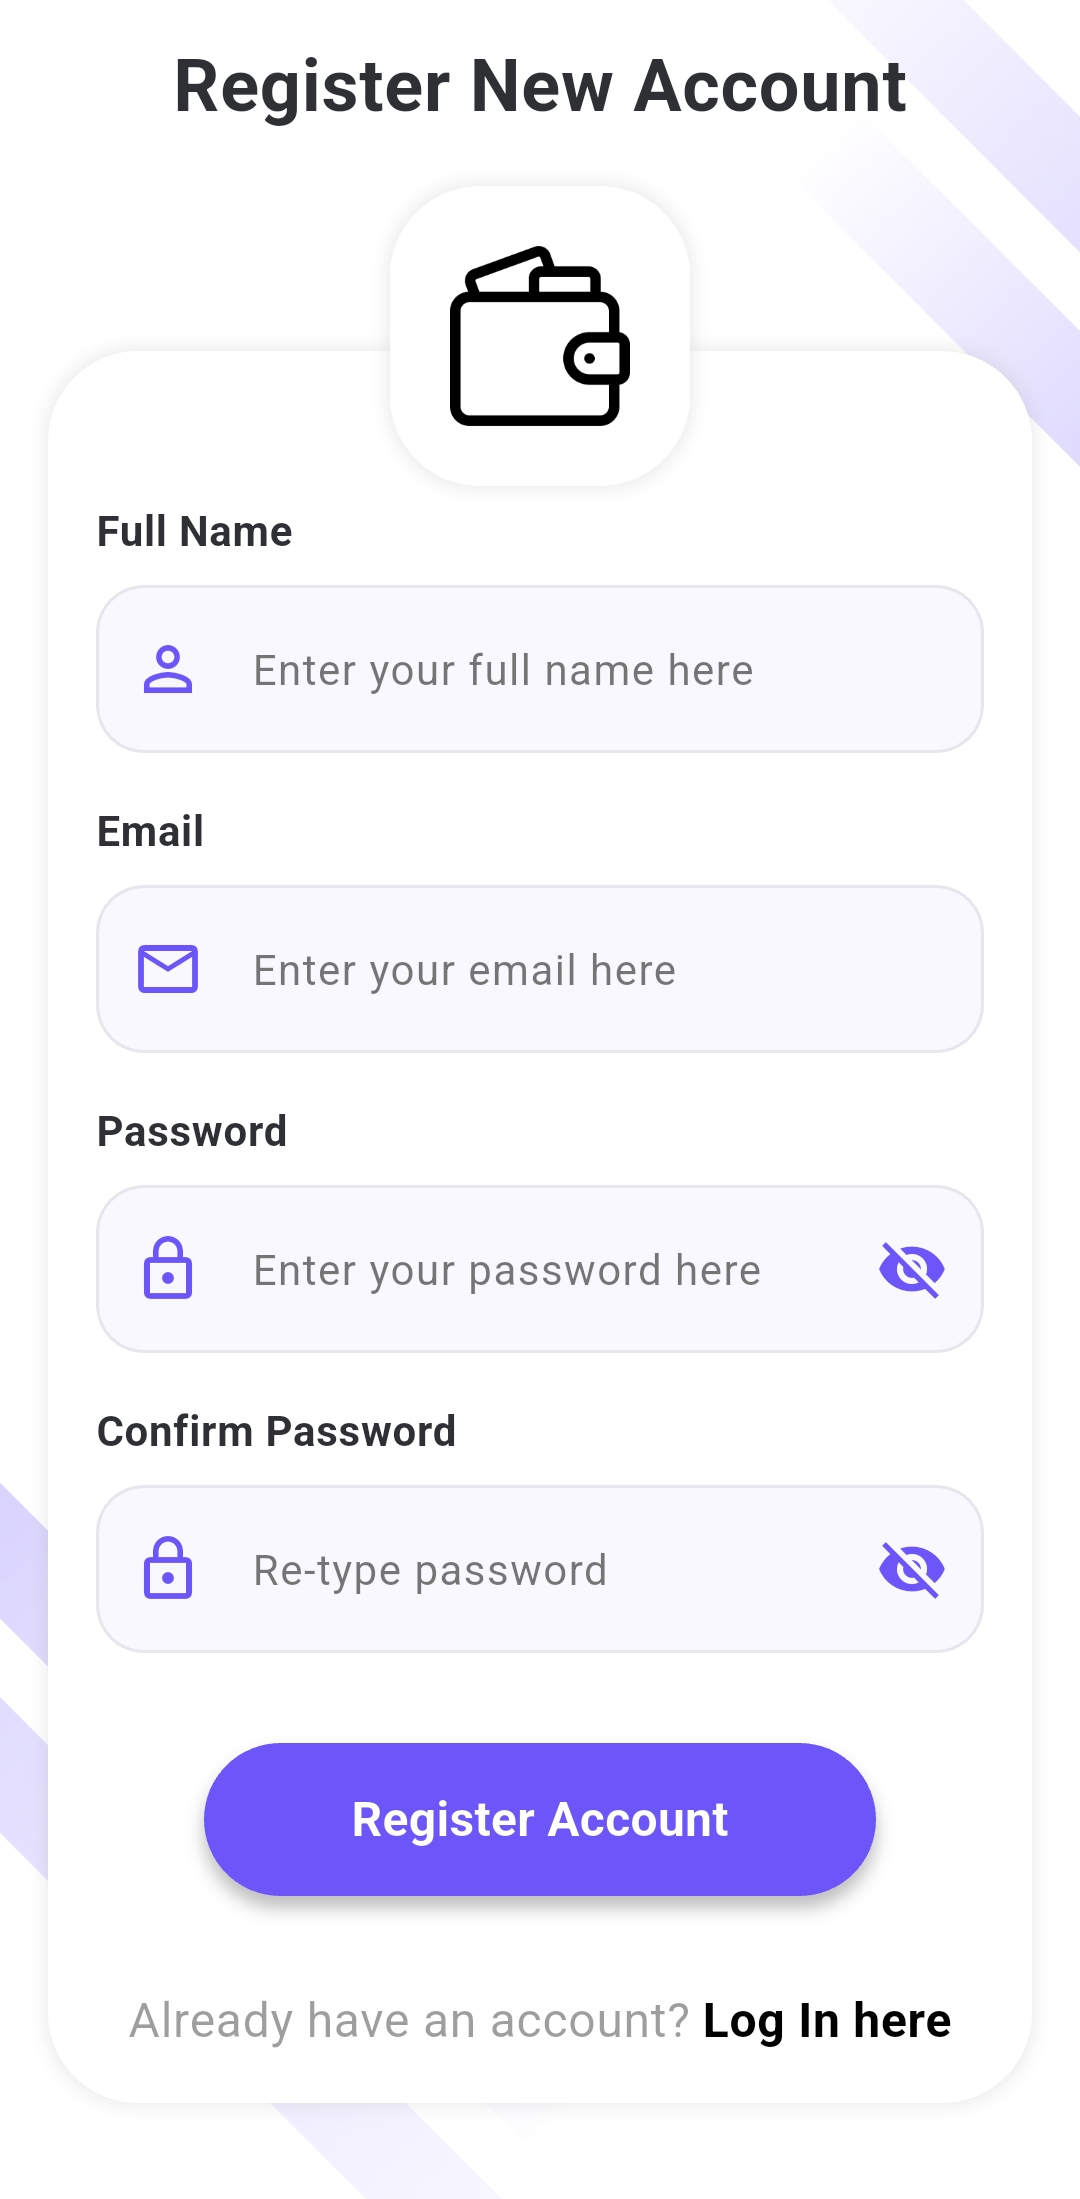 Register New Account
Full Name
Enter your full name here
Email
Enter your email here
Password
Enter your password here
Confirm Password
Re-type password
Register Account
Already have an account? Log In here